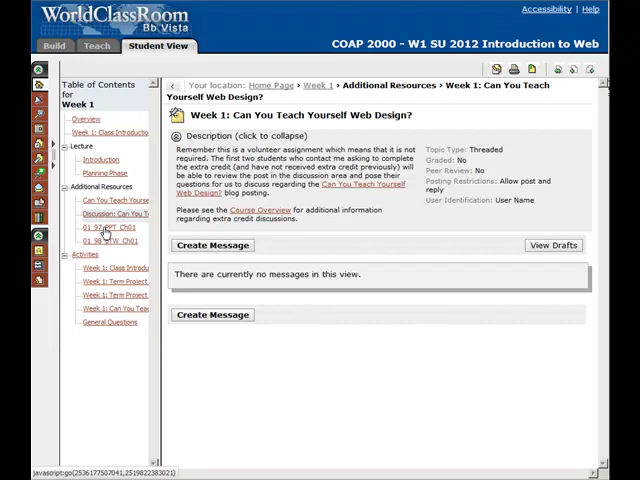 WorldClassRoom
Bb Vista
Accessibility | Help
Build Teach Student View
COAP 2000 - W1 SU 2012 Introduction to Web
Table of Contents
for
Week 1
Overview
Week 1: Class Introductio
Lecture
Introduction
Planning Phase
Additional Resources
Can You Teach Yourse
Discussion: Can You T
01_97_PPT_Ch01
01_98_BTW_Ch01
Activities
Week 1: Class Introdu
Week 1: Term Project
Week 1: Term Project
Week 1: Can You Teac
General Questions
Your location: Home Page › Week 1 › Additional Resources › Week 1: Can You Teach
Yourself Web Design?
Week 1: Can You Teach Yourself Web Design?
Description (click to collapse)
Remember this is a volunteer assignment which means that it is not
required. The first two students who contact me asking to complete
the extra credit (and have not received extra credit previously) will
be able to review the post in the discussion area and pose their
questions for us to discuss regarding the Can You Teach Yourself
Web Design? blog posting.
Please see the Course Overview for additional information
regarding extra credit discussions.
Topic Type: Threaded
Graded: No
Peer Review: No
Posting Restrictions: Allow post and
reply
User Identification: User Name
Create Message
View Drafts
There are currently no messages in this view.
Create Message
javascript:go(2536177507041,2519822383021)